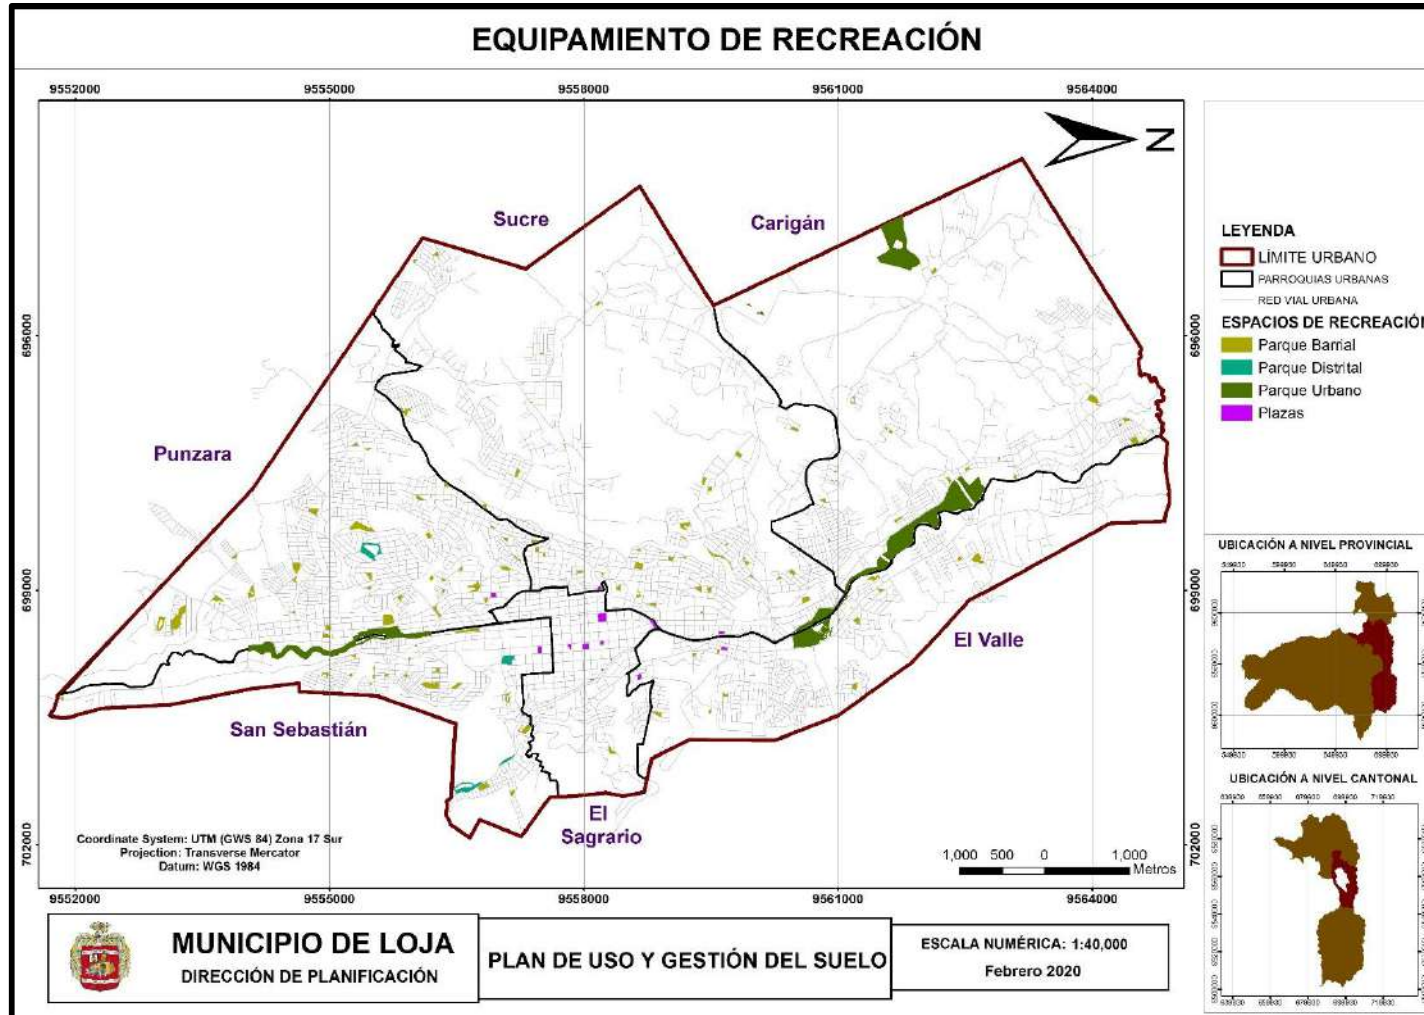 EQUIPAMIENTO DE RECREACIÓN
9552000 9555000 9558000 9561000 9564000
N
Sucre
Carigán
696000
696000
Punzara
699000
699000
El Valle
San Sebastián
El
Sagrario
702000
702000
Coordinate System: UTM (GWS 84) Zona 17 Sur
Projection: Transverse Mercator
Datum: WGS 1984
1,000 500 0 1,000
Metros
9552000 9555000 9558000 9561000 9564000
LEYENDA
LÍMITE URBANO
PARROQUIAS URBANAS
RED VIAL URBANA
ESPACIOS DE RECREACIÓN
Parque Barrial
Parque Distrital
Parque Urbano
Plazas
UBICACIÓN A NIVEL PROVINCIAL
UBICACIÓN A NIVEL CANTONAL
MUNICIPIO DE LOJA
DIRECCIÓN DE PLANIFICACIÓN
PLAN DE USO Y GESTIÓN DEL SUELO
ESCALA NUMÉRICA: 1:40,000
Febrero 2020